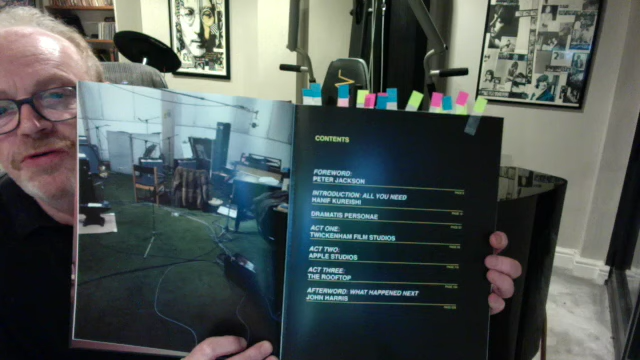 CONTENTS
FOREWORD:
PETER JACKSON
INTRODUCTION: ALL YOU NEED
HANIF KUREISHI
DRAMATIS PERSONAE
ACT ONE:
TWICKENHAM FILM STUDIOS
ACT TWO:
APPLE STUDIOS
ACT THREE:
THE ROOFTOP
AFTERWORD: WHAT HAPPENED NEXT
JOHN HARRIS